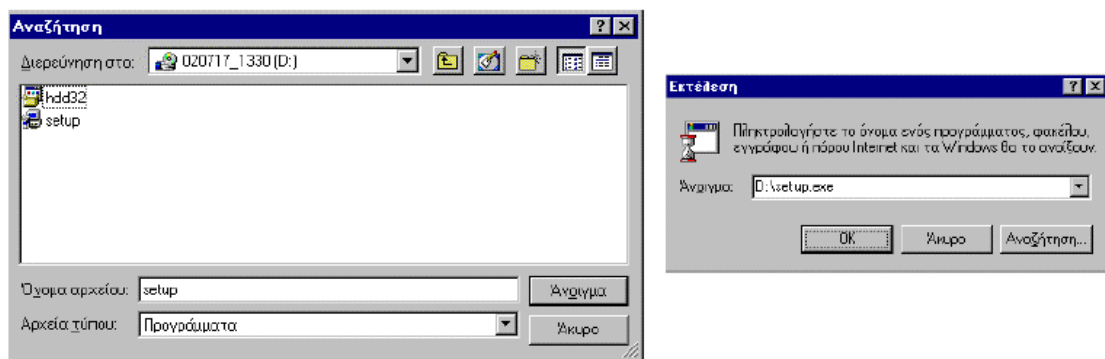 Αναζήτηση
Διερεύνηση στο: 020717_1330 (D:)
hdd32
setup
Όνομα αρχείου: setup
Άνοιγμα
Αρχεία τύπου: Προγράμματα
Άκυρο
Εκτέλεση
Πληκτρολογήστε το όνομα ενός προγράμματος, φακέλου,
εγγράφου ή πόρου Internet και τα Windows θα το ανοίξουν.
Άνοιγμα: D:\setup.exe
OK Άκυρο Αναζήτηση...